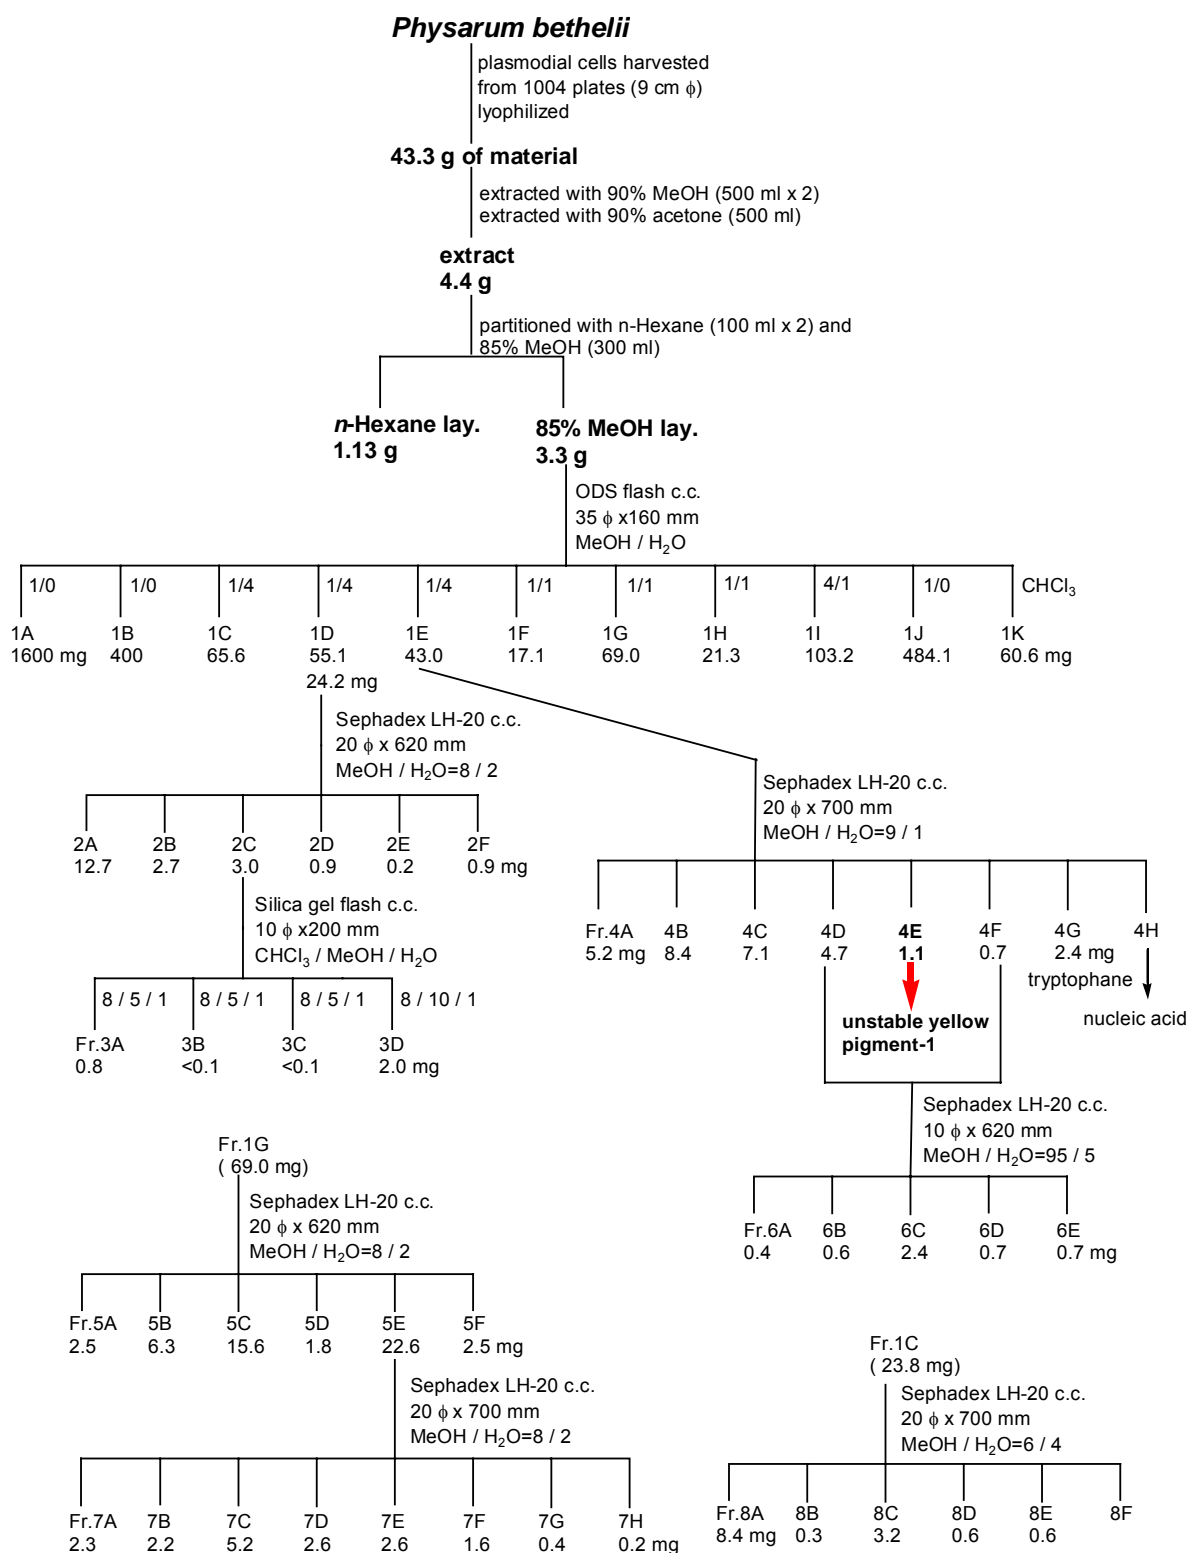 Physarum bethelii
plasmodial cells harvested
from 1004 plates (9 cm ϕ)
lyophilized
43.3 g of material
extracted with 90% MeOH (500 ml x 2)
extracted with 90% acetone (500 ml)
extract
4.4 g
partitioned with n-Hexane (100 ml x 2) and
85% MeOH (300 ml)
n-Hexane lay.
1.13 g
85% MeOH lay.
3.3 g
ODS flash c.c.
35 ϕ x160 mm
MeOH / H2O
1/0 1/0 1/4 1/4 1/4 1/1 1/1 1/1 4/1 1/0 CHCl3
1A 1B 1C 1D 1E 1F 1G 1H 1I 1J 1K
1600 mg 400 65.6 55.1 43.0 17.1 69.0 21.3 103.2 484.1 60.6 mg
24.2 mg
Sephadex LH-20 c.c.
20 ϕ x 620 mm
MeOH / H2O=8 / 2
2A 2B 2C 2D 2E 2F
12.7 2.7 3.0 0.9 0.2 0.9 mg
Silica gel flash c.c.
10 ϕ x200 mm
CHCl3 / MeOH / H2O
8 / 5 / 1 8 / 5 / 1 8 / 5 / 1 8 / 10 / 1
Fr.3A 3B 3C 3D
0.8 <0.1 <0.1 2.0 mg
Sephadex LH-20 c.c.
20 ϕ x 700 mm
MeOH / H2O=9 / 1
Fr.4A 4B 4C 4D 4E 4F 4G 4H
5.2 mg 8.4 7.1 4.7 1.1 0.7 2.4 mg
tryptophane
nucleic acid
unstable yellow
pigment-1
Sephadex LH-20 c.c.
10 ϕ x 620 mm
MeOH / H2O=95 / 5
Fr.6A 6B 6C 6D 6E
0.4 0.6 2.4 0.7 0.7 mg
Fr.1G
( 69.0 mg)
Sephadex LH-20 c.c.
20 ϕ x 620 mm
MeOH / H2O=8 / 2
Fr.5A 5B 5C 5D 5E 5F
2.5 6.3 15.6 1.8 22.6 2.5 mg
Sephadex LH-20 c.c.
20 ϕ x 700 mm
MeOH / H2O=8 / 2
Fr.7A 7B 7C 7D 7E 7F 7G 7H
2.3 2.2 5.2 2.6 2.6 1.6 0.4 0.2 mg
Fr.1C
( 23.8 mg)
Sephadex LH-20 c.c.
20 ϕ x 700 mm
MeOH / H2O=6 / 4
Fr.8A 8B 8C 8D 8E 8F
8.4 mg 0.3 3.2 0.6 0.6